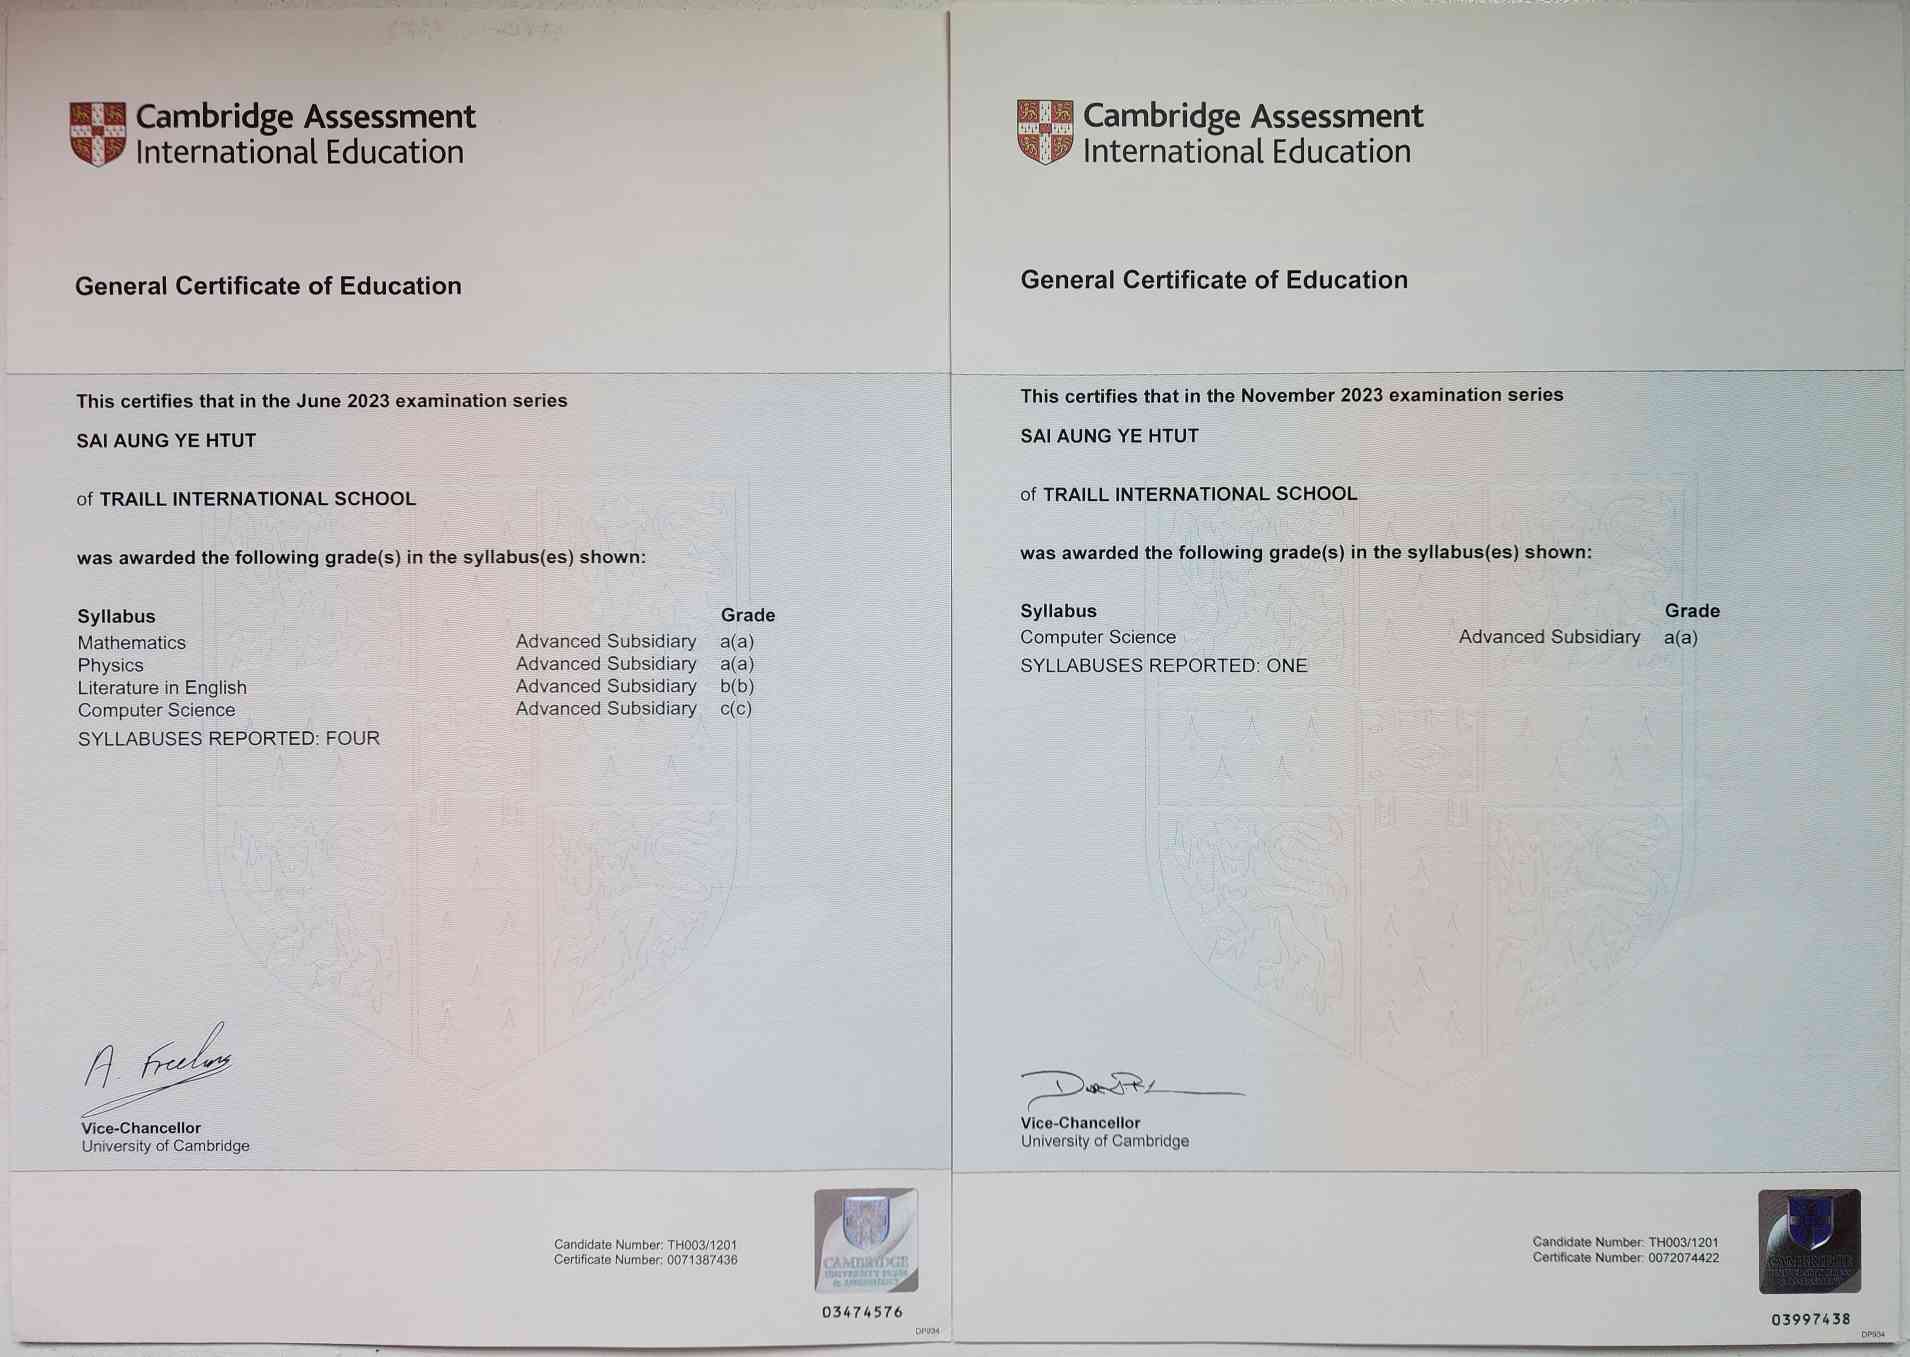 Cambridge Assessment
International Education
General Certificate of Education
This certifies that in the June 2023 examination series
SAI AUNG YE HTUT
of TRAILL INTERNATIONAL SCHOOL
was awarded the following grade(s) in the syllabus(es) shown:
Syllabus Grade
Mathematics Advanced Subsidiary a(a)
Physics Advanced Subsidiary a(a)
Literature in English Advanced Subsidiary b(b)
Computer Science Advanced Subsidiary c(c)
SYLLABUSES REPORTED: FOUR
A. Freeling
Vice-Chancellor
University of Cambridge
Candidate Number: TH003/1201
Certificate Number: 0071387436
CAMBRIDGE
UNIVERSITY PRESS
& ASSESSMENT
03474576
DP934
Cambridge Assessment
International Education
General Certificate of Education
This certifies that in the November 2023 examination series
SAI AUNG YE HTUT
of TRAILL INTERNATIONAL SCHOOL
was awarded the following grade(s) in the syllabus(es) shown:
Syllabus Grade
Computer Science Advanced Subsidiary a(a)
SYLLABUSES REPORTED: ONE
Vice-Chancellor
University of Cambridge
Candidate Number: TH003/1201
Certificate Number: 0072074422
CAMBRIDGE
UNIVERSITY PRESS
& ASSESSMENT
03997438
DP934